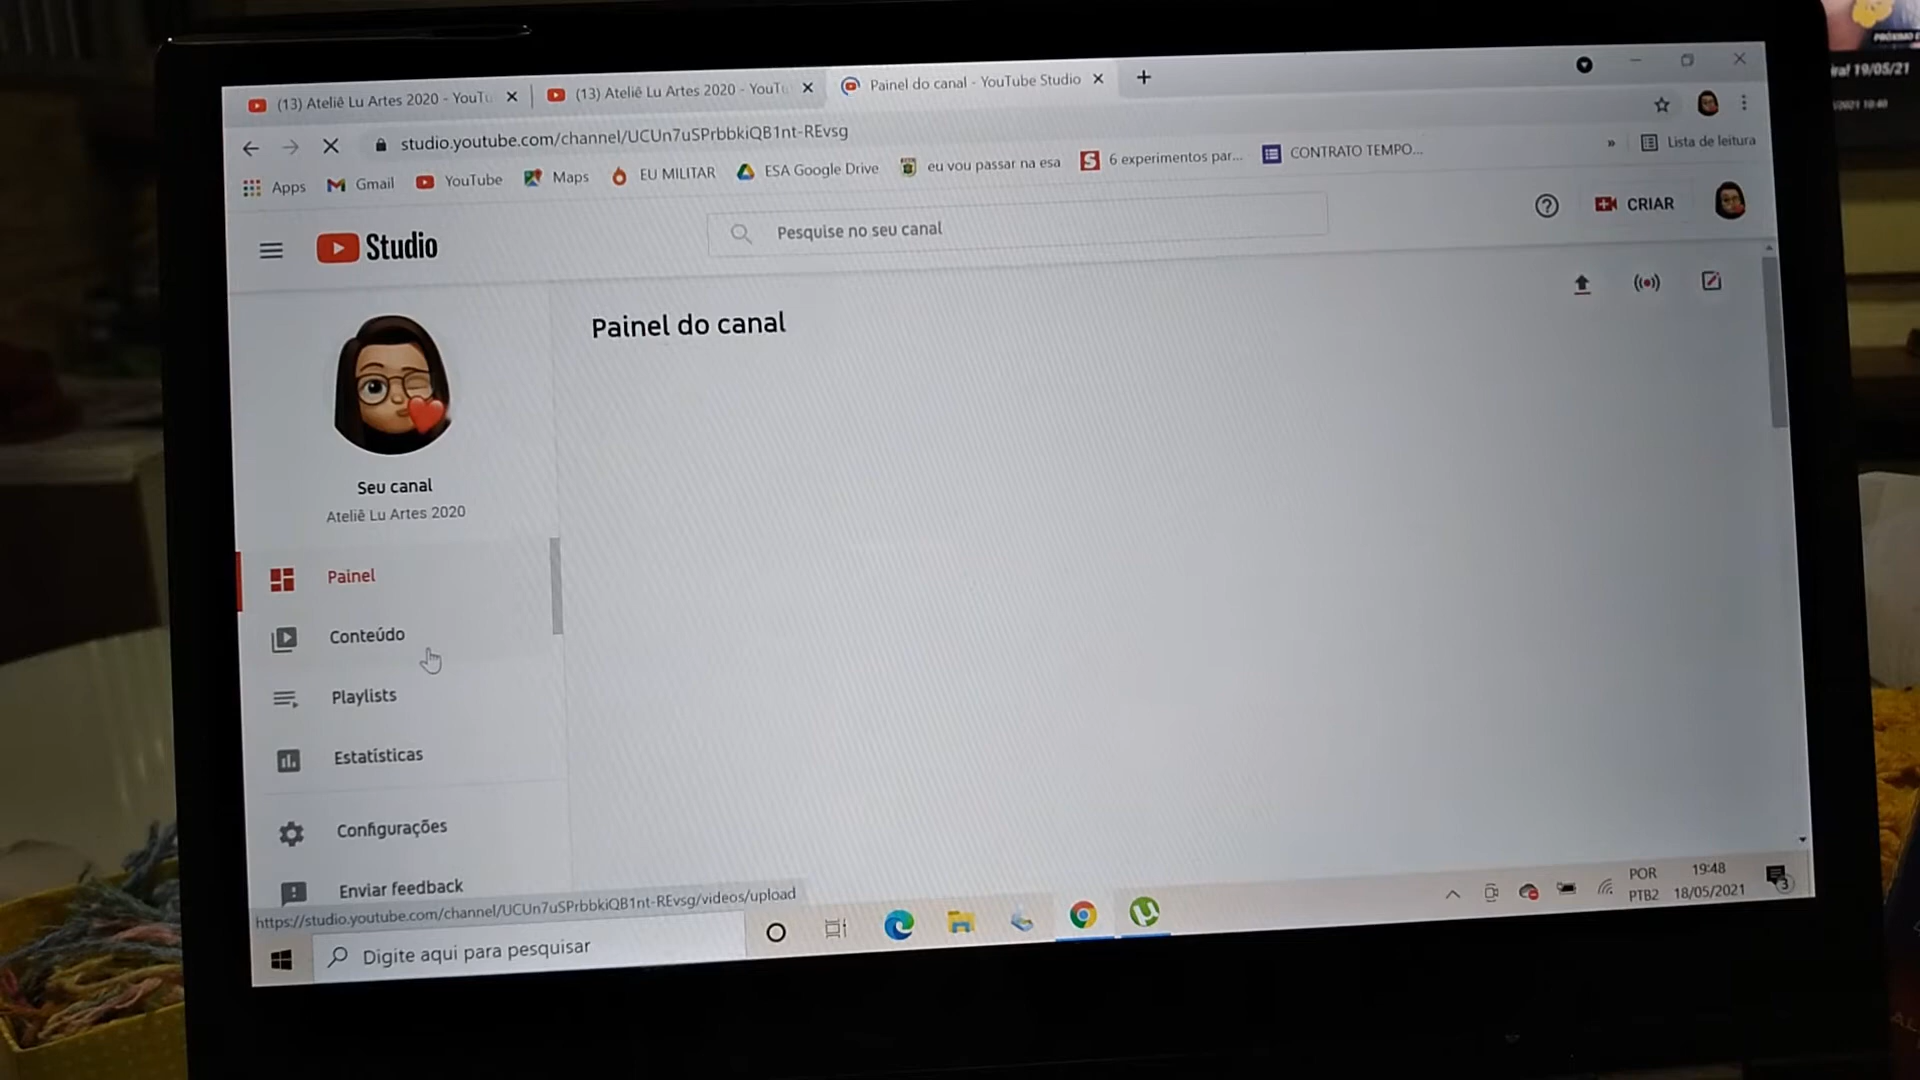 (13) Ateliê Lu Artes 2020 - YouTu
(13) Ateliê Lu Artes 2020 - YouTu
Painel do canal - YouTube Studio
studio.youtube.com/channel/UCUn7uSPrbbkiQB1nt-REvsg
Apps
Gmail
YouTube
Maps
EU MILITAR
ESA Google Drive
eu vou passar na esa
6 experimentos par...
CONTRATO TEMPO...
»
Lista de leitura
Studio
Pesquise no seu canal
CRIAR
Painel do canal
Seu canal
Ateliê Lu Artes 2020
Painel
Conteúdo
Playlists
Estatísticas
Configurações
Enviar feedback
https://studio.youtube.com/channel/UCUn7uSPrbbkiQB1nt-REvsg/videos/upload
Digite aqui para pesquisar
POR
PTB2
19:48
18/05/2021
3
19/05/21